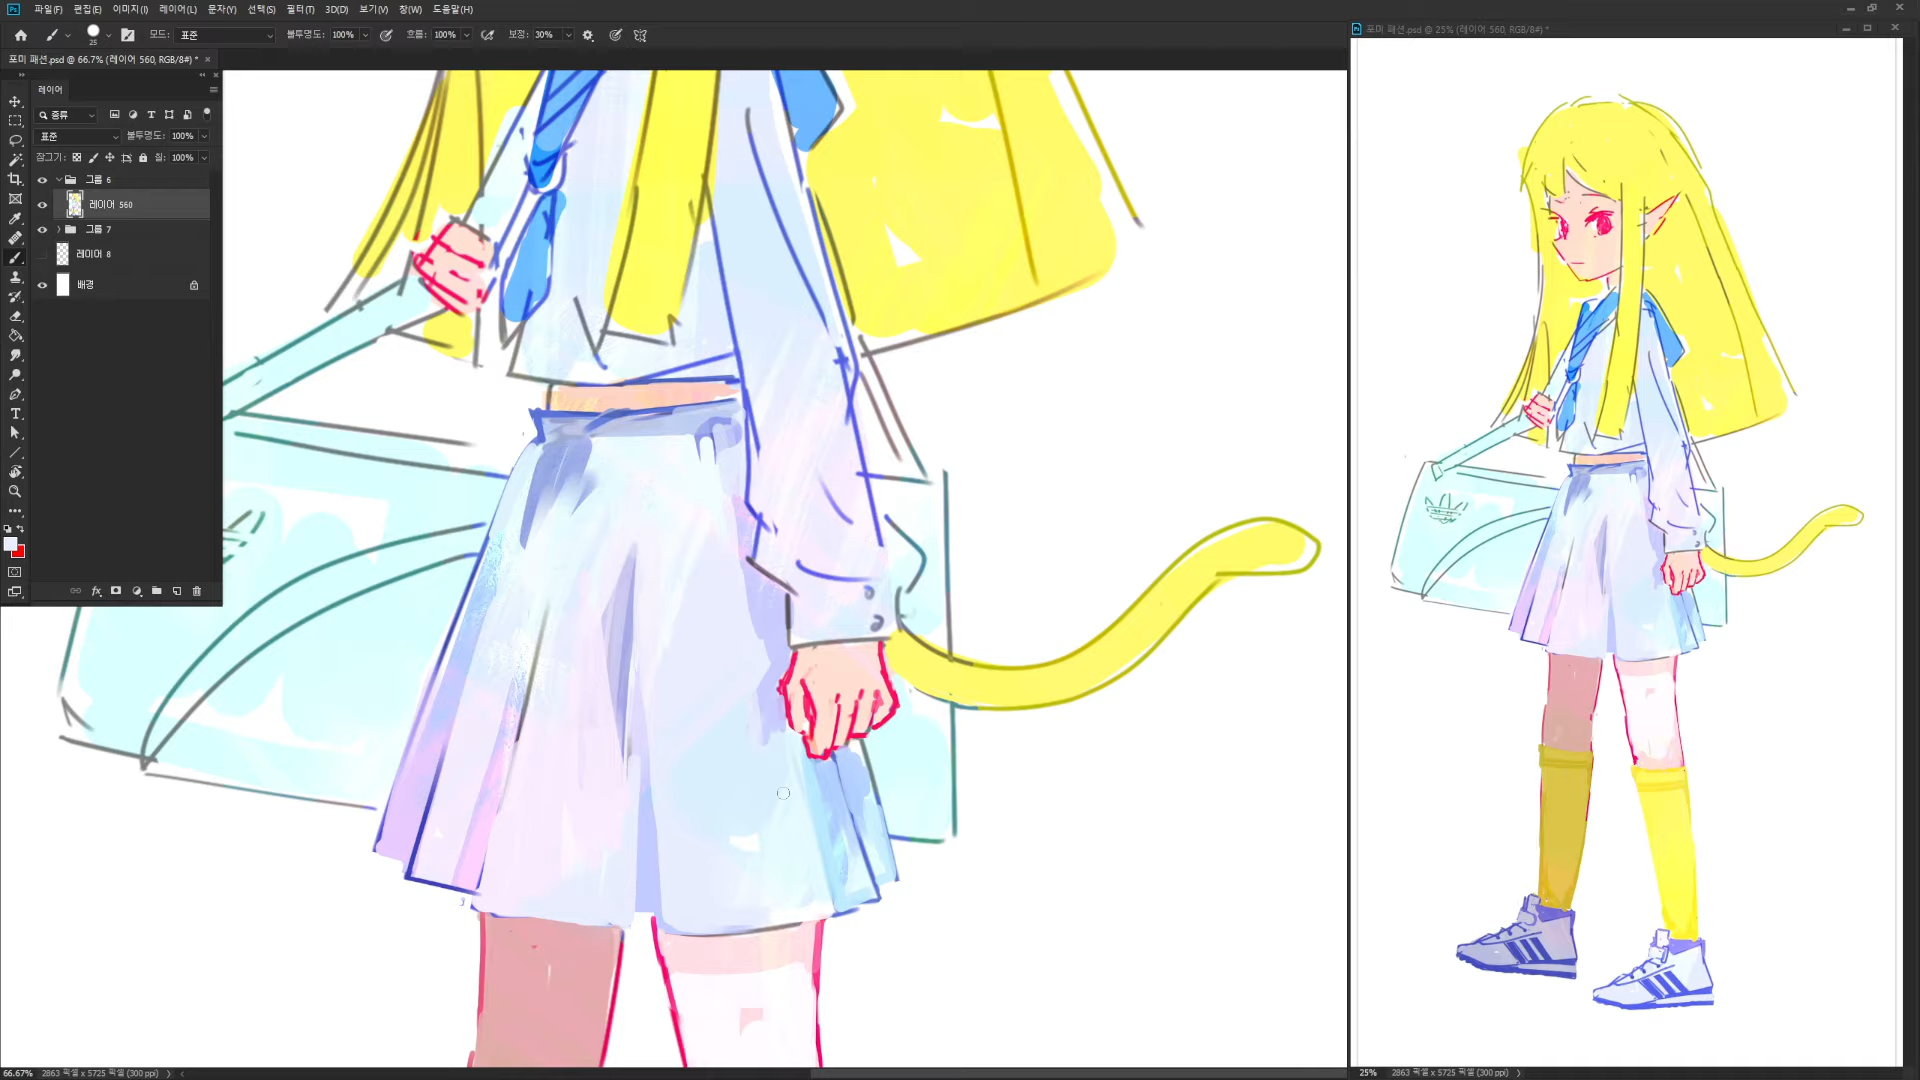 파일(F) 편집(E) 이미지(I) 레이어(L) 문자(Y) 선택(S) 필터(T) 3D(D) 보기(V) 창(W) 도움말(H)
25 모드: 표준 불투명도: 100% 흐름: 100% 보정: 30%
포미 패션.psd @ 25% (레이어 560, RGB/8#) *
포미 패션.psd @ 66.7% (레이어 560, RGB/8#) * ×
레이어
종류
표준 불투명도: 100%
잠그기: 칠: 100%
그룹 6
레이어 560
그룹 7
레이어 8
배경
fx
66.67% 2863 픽셀 x 5725 픽셀 (300 ppi)
25% 2863 픽셀 x 5725 픽셀 (300 ppi)